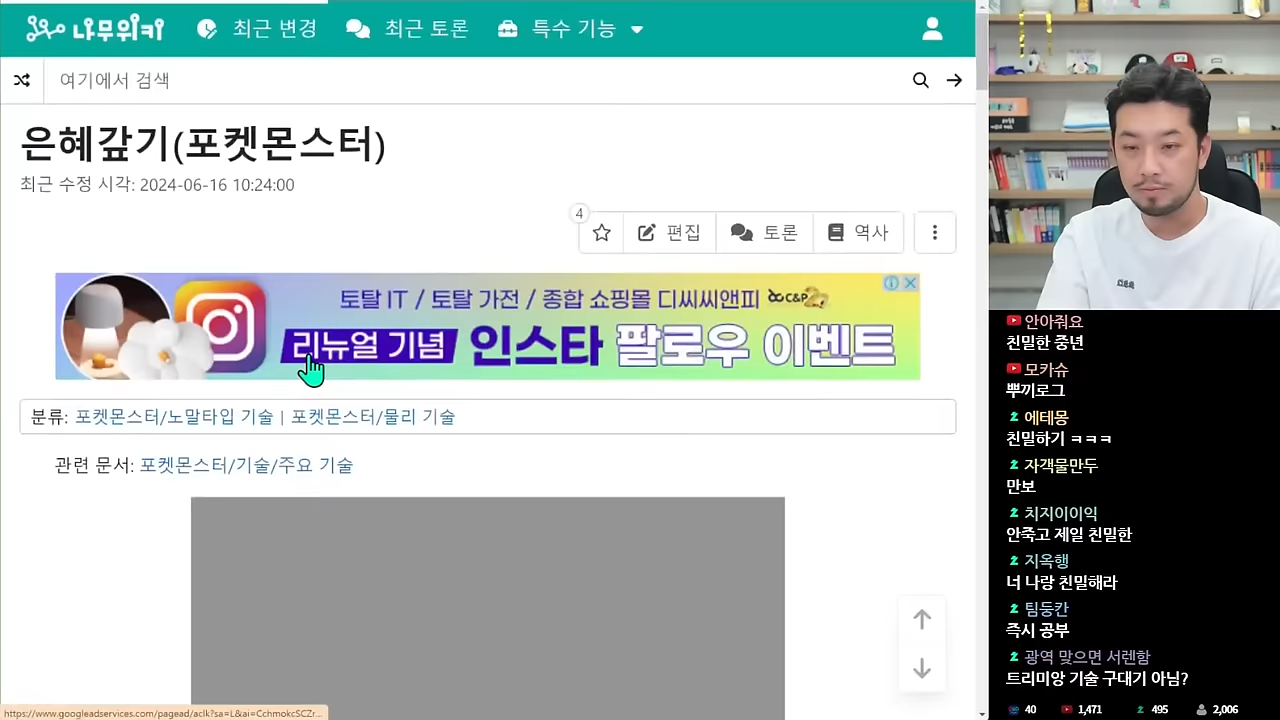 나무위키
최근 변경
최근 토론
특수 기능
여기에서 검색
은혜갚기(포켓몬스터)
최근 수정 시각: 2024-06-16 10:24:00
4
편집
토론
역사
토탈 IT / 토탈 가전 / 종합 쇼핑몰 디씨씨앤피 C&P
리뉴얼 기념 인스타 팔로우 이벤트
분류: 포켓몬스터/노말타입 기술 | 포켓몬스터/물리 기술
관련 문서: 포켓몬스터/기술/주요 기술
https://www.googleadservices.com/pagead/aclk?sa=L&ai=CchmokcSCZr...
안아줘요
친밀한 중년
모카슈
뿌끼로그
에테몽
친밀하기 ㅋㅋㅋ
자객물만두
만보
치지이이익
안죽고 제일 친밀한
지옥행
너 나랑 친밀해라
팀둥칸
즉시 공부
광역 맞으면 서렌함
트리미앙 기술 구대기 아님?
40
1,471
495
2,006